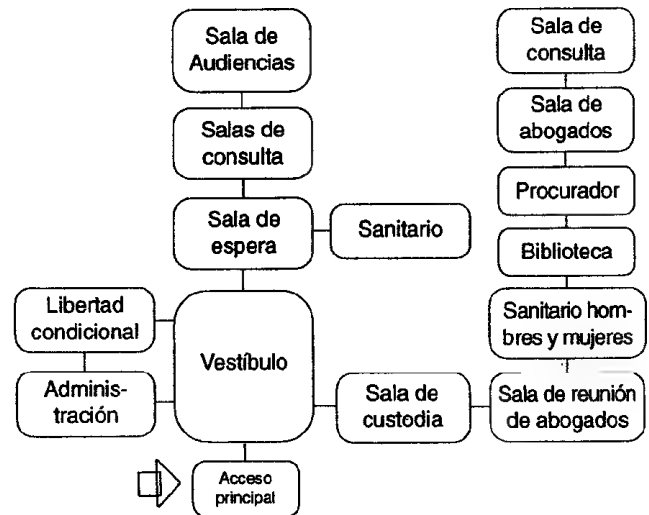 Sala de
Audiencias
Salas de
consulta
Sala de
espera
Sanitario
Libertad
condicional
Adminis-
tración
Vestíbulo
Acceso
principal
Sala de
custodia
Sala de
consulta
Sala de
abogados
Procurador
Biblioteca
Sanitario hom-
bres y mujeres
Sala de reunión
de abogados